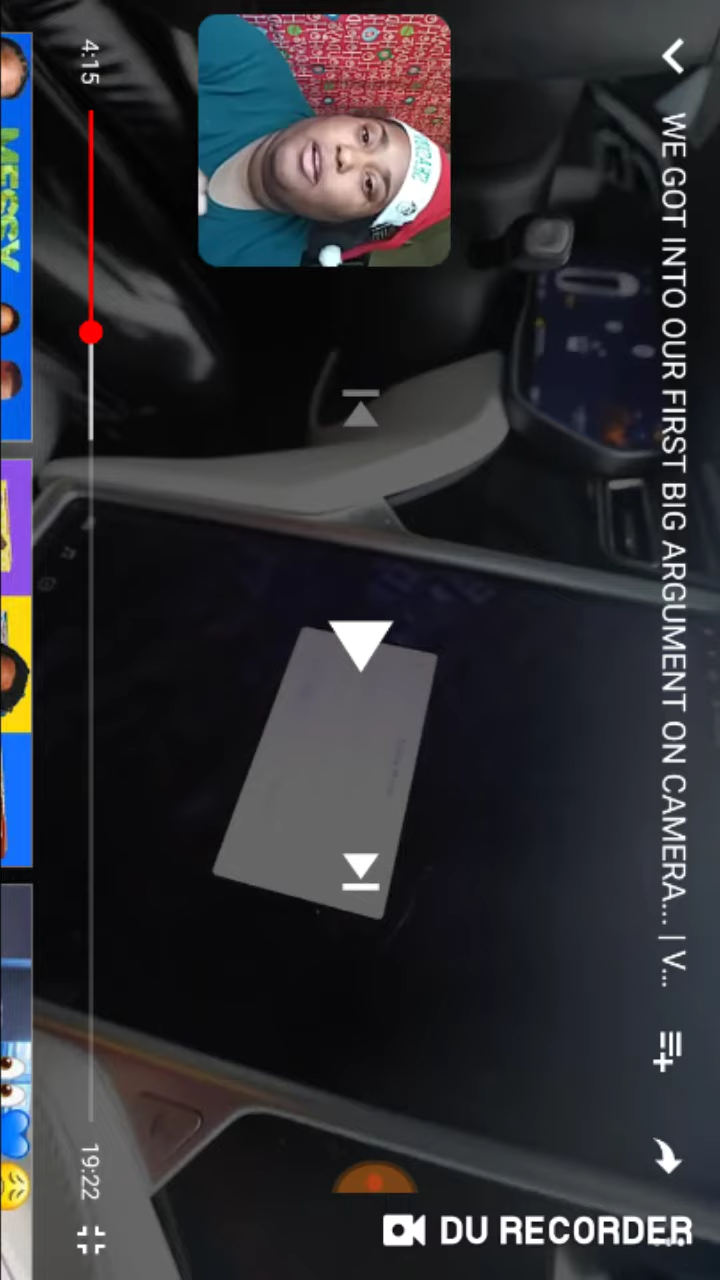 WE GOT INTO OUR FIRST BIG ARGUMENT ON CAMERA... | V...
4:15
19:22
MESSY
DU RECORDER